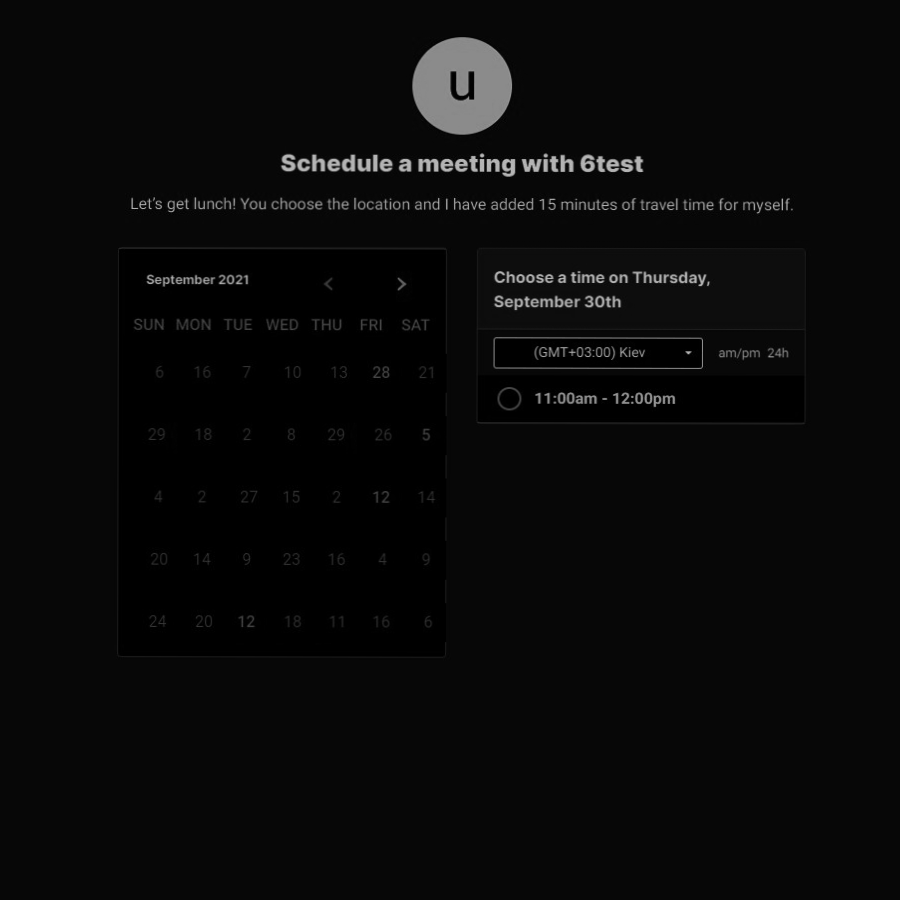 u
Schedule a meeting with 6test
Let's get lunch! You choose the location and I have added 15 minutes of travel time for myself.
September 2021
SUN MON TUE WED THU FRI SAT
6 16 7 10 13 28 21
29 18 2 8 29 26 5
4 2 27 15 2 12 14
20 14 9 23 16 4 9
24 20 12 18 11 16 6
Choose a time on Thursday,
September 30th
(GMT+03:00) Kiev am/pm 24h
11:00am - 12:00pm